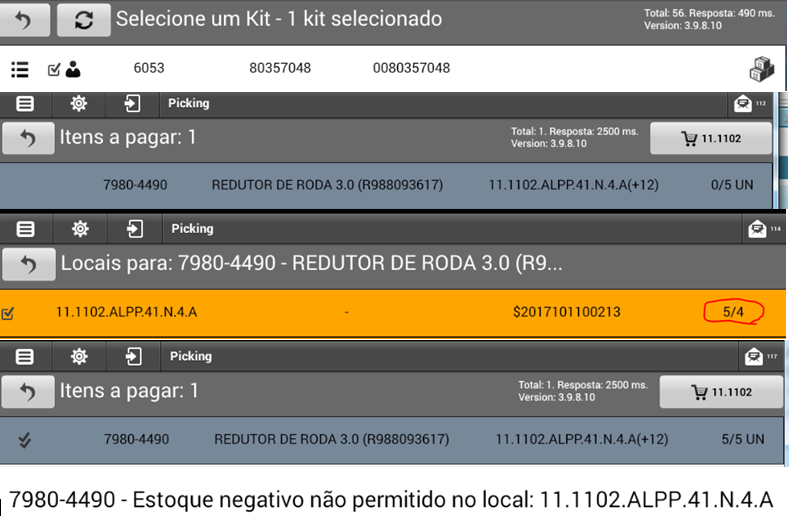 Selecione um Kit - 1 kit selecionado
Total: 56. Resposta: 490 ms.
Version: 3.9.8.10
6053 80357048 0080357048
Picking 112
Itens a pagar: 1
Total: 1. Resposta: 2500 ms.
Version: 3.9.8.10
11.1102
7980-4490 REDUTOR DE RODA 3.0 (R988093617) 11.1102.ALPP.41.N.4.A(+12) 0/5 UN
Picking 114
Locais para: 7980-4490 - REDUTOR DE RODA 3.0 (R9...
11.1102.ALPP.41.N.4.A - $2017101100213 5/4
Picking 117
Itens a pagar: 1
Total: 1. Resposta: 2500 ms.
Version: 3.9.8.10
11.1102
7980-4490 REDUTOR DE RODA 3.0 (R988093617) 11.1102.ALPP.41.N.4.A(+12) 5/5 UN
7980-4490 - Estoque negativo não permitido no local: 11.1102.ALPP.41.N.4.A